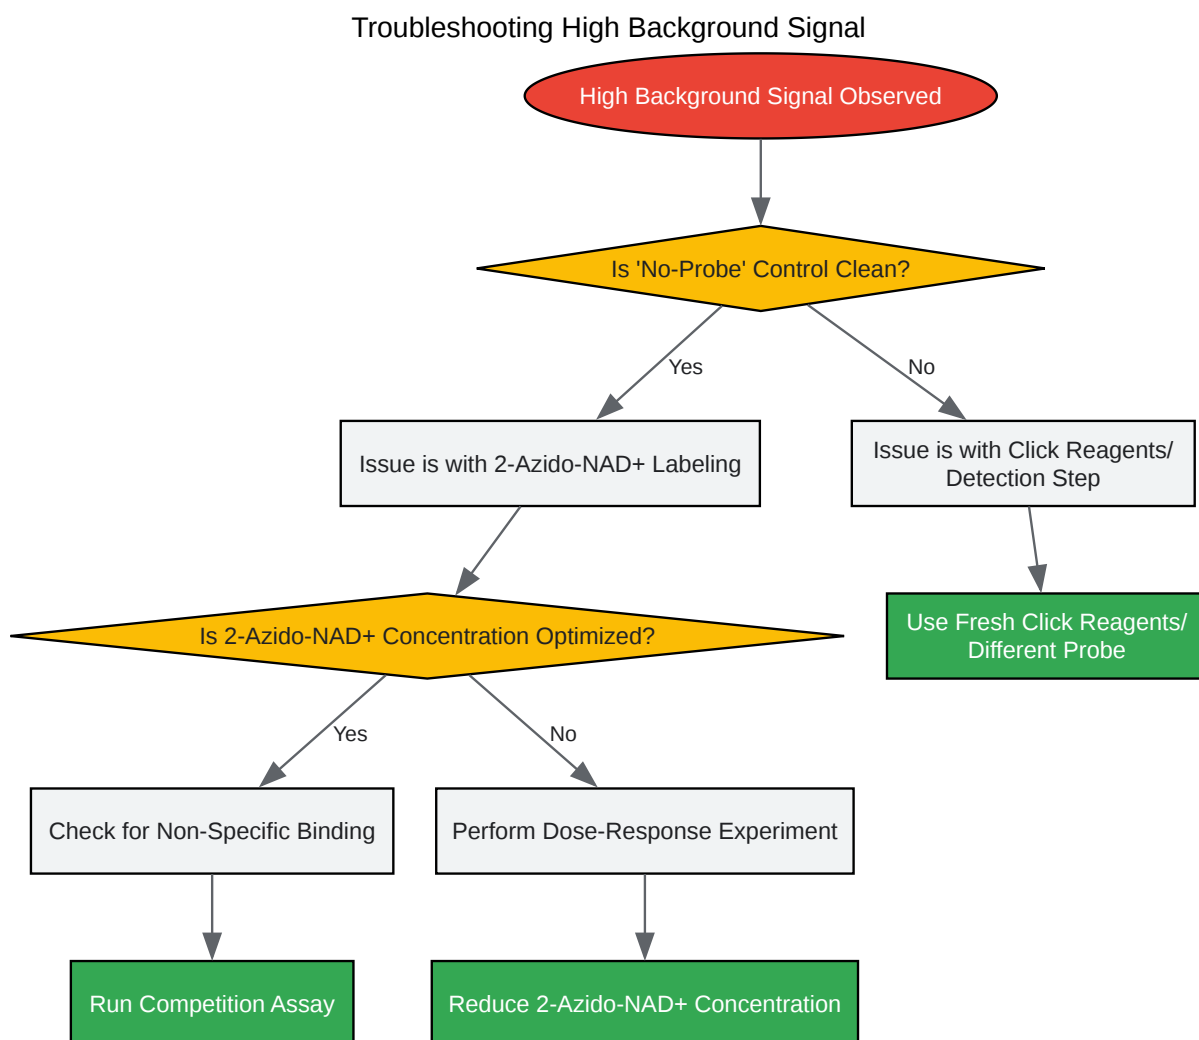 Troubleshooting High Background Signal
High Background Signal Observed
Is 'No-Probe' Control Clean?
Yes
No
Issue is with 2-Azido-NAD+ Labeling
Issue is with Click Reagents/
Detection Step
Is 2-Azido-NAD+ Concentration Optimized?
Use Fresh Click Reagents/
Different Probe
Yes
No
Check for Non-Specific Binding
Perform Dose-Response Experiment
Run Competition Assay
Reduce 2-Azido-NAD+ Concentration